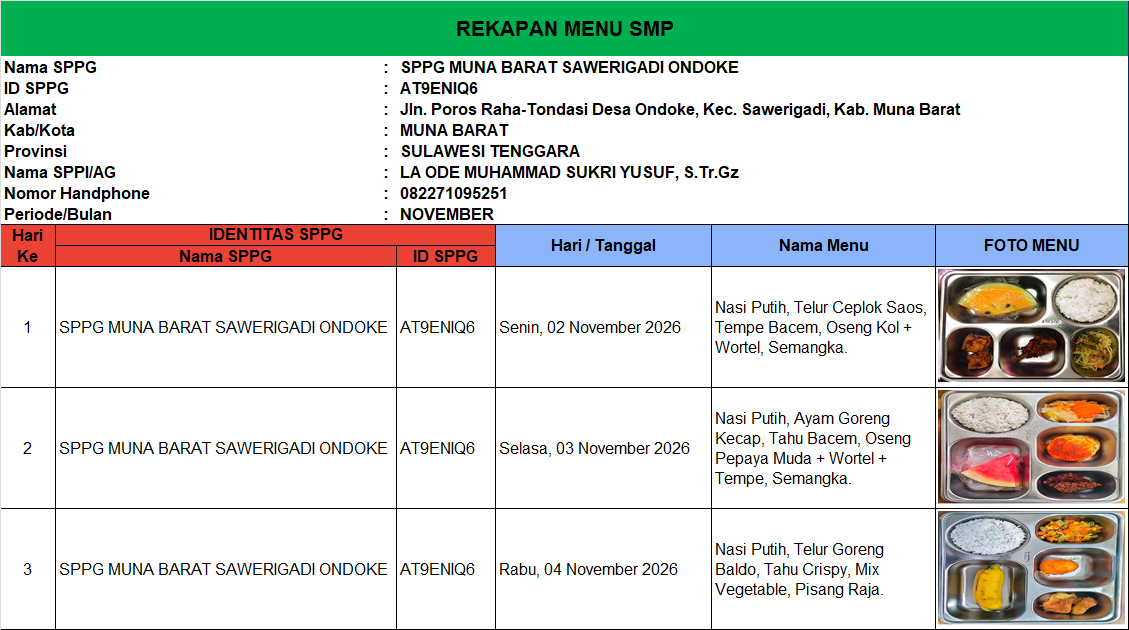 REKAPAN MENU SMP
Nama SPPG : SPPG MUNA BARAT SAWERIGADI ONDOKE
ID SPPG : AT9ENIQ6
Alamat : Jln. Poros Raha-Tondasi Desa Ondoke, Kec. Sawerigadi, Kab. Muna Barat
Kab/Kota : MUNA BARAT
Provinsi : SULAWESI TENGGARA
Nama SPPI/AG : LA ODE MUHAMMAD SUKRI YUSUF, S.Tr.Gz
Nomor Handphone : 082271095251
Periode/Bulan : NOVEMBER
Hari Ke
IDENTITAS SPPG
Nama SPPG
ID SPPG
Hari / Tanggal
Nama Menu
FOTO MENU
1
SPPG MUNA BARAT SAWERIGADI ONDOKE
AT9ENIQ6
Senin, 02 November 2026
Nasi Putih, Telur Ceplok Saos,
Tempe Bacem, Oseng Kol +
Wortel, Semangka.
2
SPPG MUNA BARAT SAWERIGADI ONDOKE
AT9ENIQ6
Selasa, 03 November 2026
Nasi Putih, Ayam Goreng
Kecap, Tahu Bacem, Oseng
Pepaya Muda + Wortel +
Tempe, Semangka.
3
SPPG MUNA BARAT SAWERIGADI ONDOKE
AT9ENIQ6
Rabu, 04 November 2026
Nasi Putih, Telur Goreng
Baldo, Tahu Crispy, Mix
Vegetable, Pisang Raja.